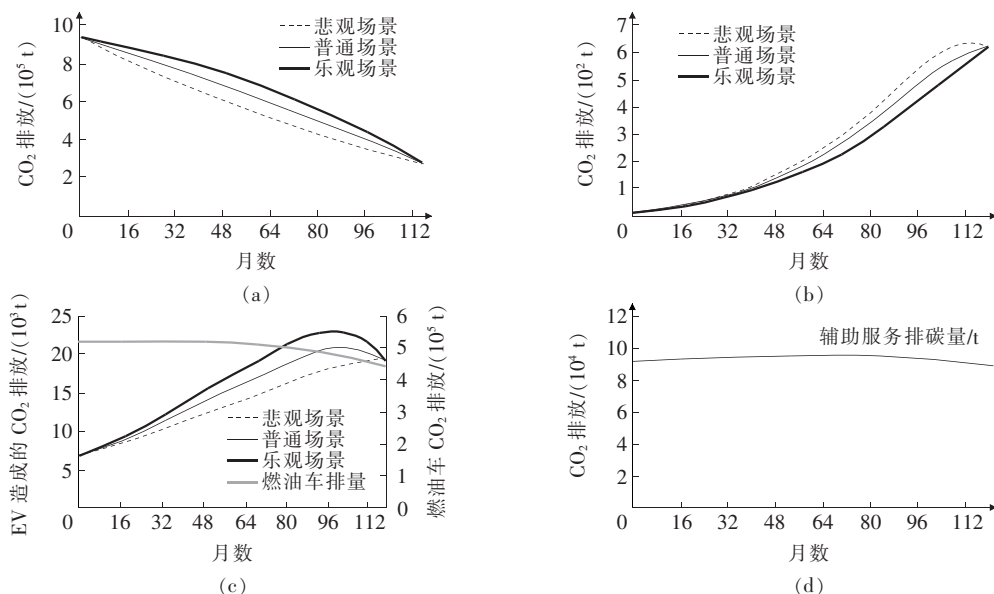 CO₂ 排放/(10⁵ t)
10
8
6
4
2
0
16 32 48 64 80 96 112
月数
悲观场景
普通场景
乐观场景
(a)
CO₂ 排放/(10² t)
7
6
5
4
3
2
1
0
16 32 48 64 80 96 112
月数
悲观场景
普通场景
乐观场景
(b)
EV 造成的 CO₂ 排放/(10³ t)
25
20
15
10
5
0
16 32 48 64 80 96 112
月数
燃油车 CO₂ 排放/(10⁵ t)
6
5
4
3
2
1
0
悲观场景
普通场景
乐观场景
燃油车排量
(c)
CO₂ 排放/(10⁴ t)
12
10
8
6
4
2
0
16 32 48 64 80 96 112
月数
辅助服务排碳量/t
(d)